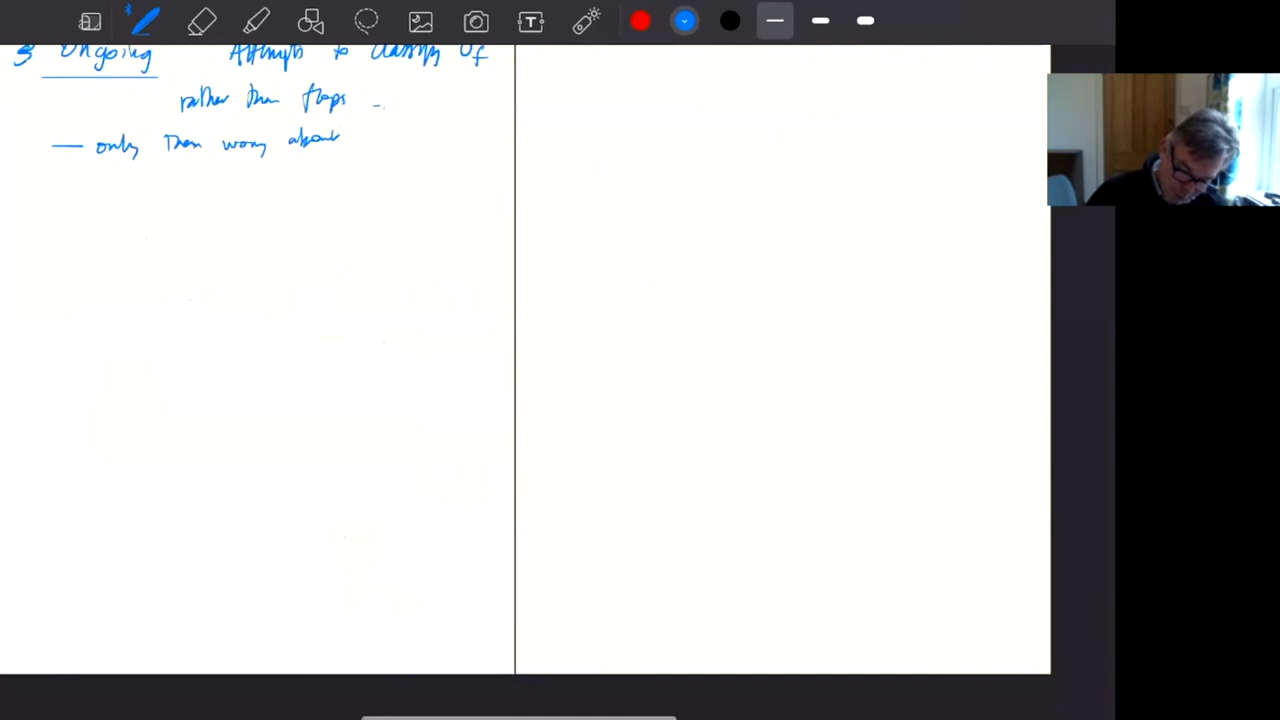 3 Ongoing Attempts to classify Of
rather than flops -.
— only then worry about